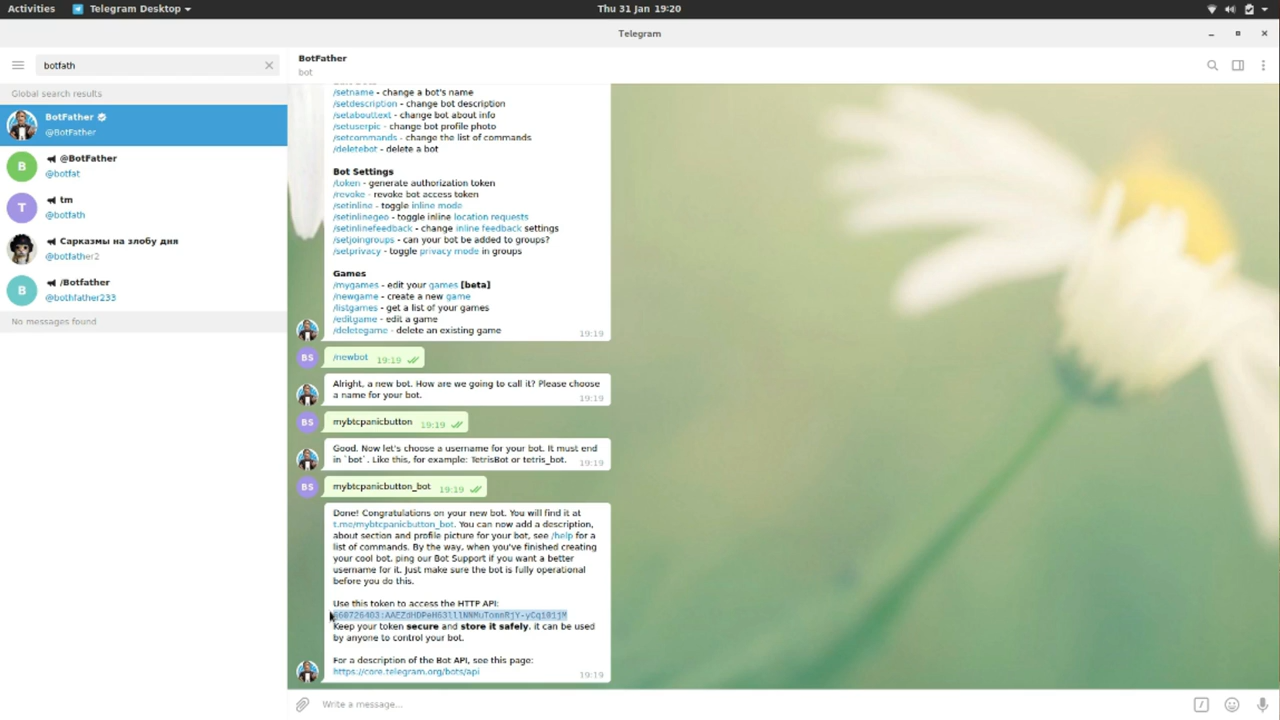 Activities
Telegram Desktop
Thu 31 Jan 19:20
Telegram
botfath
BotFather
bot
Global search results
BotFather
@BotFather
@BotFather
@botfat
tm
@botfath
Сарказмы на злобу дня
@botfather2
/Botfather
@bothfather233
No messages found
/setname - change a bot's name
/setdescription - change bot description
/setabouttext - change bot about info
/setuserpic - change bot profile photo
/setcommands - change the list of commands
/deletebot - delete a bot
Bot Settings
/token - generate authorization token
/revoke - revoke bot access token
/setinline - toggle inline mode
/setinlinegeo - toggle inline location requests
/setinlinefeedback - change inline feedback settings
/setjoingroups - can your bot be added to groups?
/setprivacy - toggle privacy mode in groups
Games
/mygames - edit your games [beta]
/newgame - create a new game
/listgames - get a list of your games
/editgame - edit a game
/deletegame - delete an existing game
19:19
BS
/newbot 19:19
Alright, a new bot. How are we going to call it? Please choose
a name for your bot.
19:19
BS
mybtcpanicbutton 19:19
Good. Now let's choose a username for your bot. It must end
in `bot`. Like this, for example: TetrisBot or tetris_bot.
19:19
BS
mybtcpanicbutton_bot 19:19
Done! Congratulations on your new bot. You will find it at
t.me/mybtcpanicbutton_bot. You can now add a description,
about section and profile picture for your bot, see /help for
a list of commands. By the way, when you've finished creating
your cool bot, ping our Bot Support if you want a better
username for it. Just make sure the bot is fully operational
before you do this.
Use this token to access the HTTP API:
Keep your token secure and store it safely, it can be used
by anyone to control your bot.
For a description of the Bot API, see this page:
https://core.telegram.org/bots/api
19:19
Write a message...